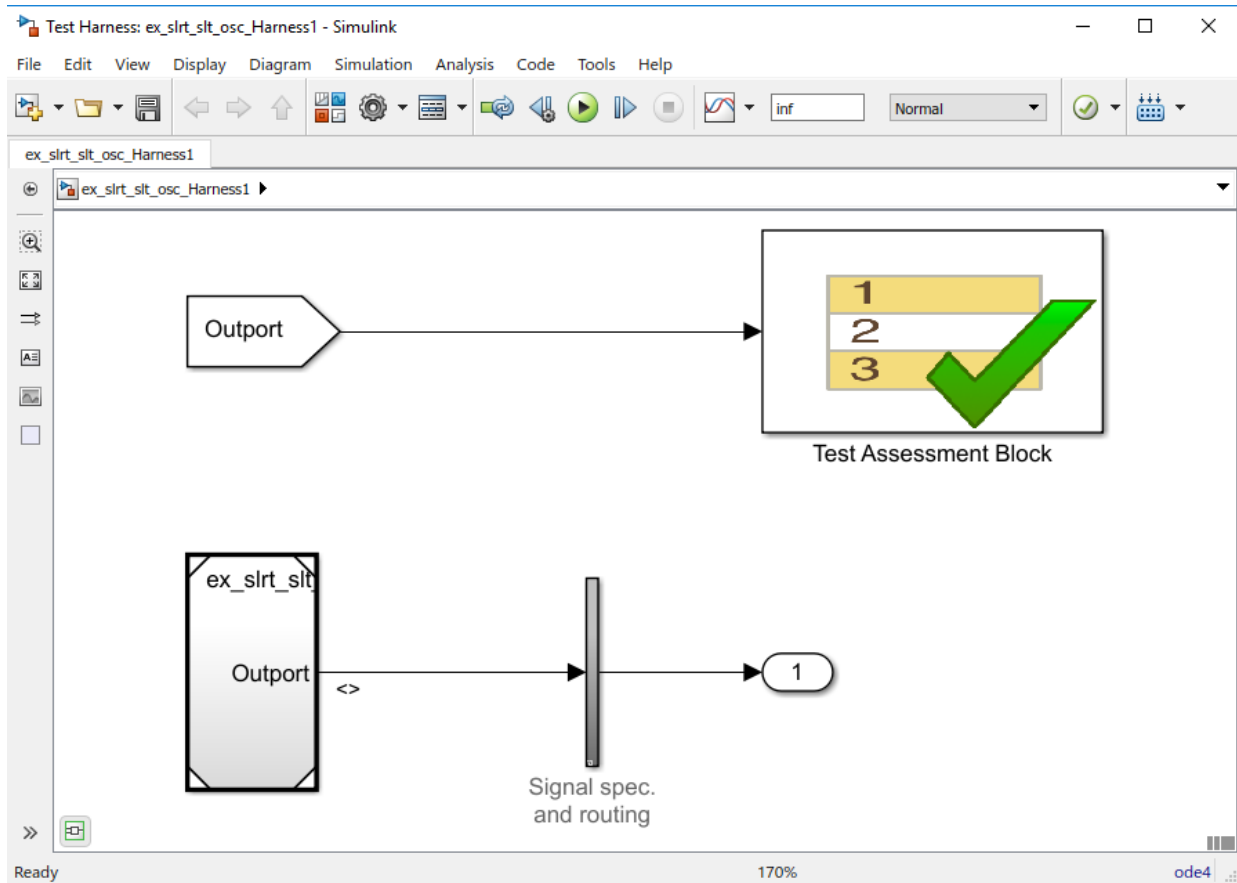 Test Harness: ex_slrt_slt_osc_Harness1 - Simulink
File Edit View Display Diagram Simulation Analysis Code Tools Help
inf Normal
ex_slrt_slt_osc_Harness1
ex_slrt_slt_osc_Harness1
Outport
1
2
3
Test Assessment Block
ex_slrt_slt
Outport
<>
1
Signal spec.
and routing
Ready 170% ode4